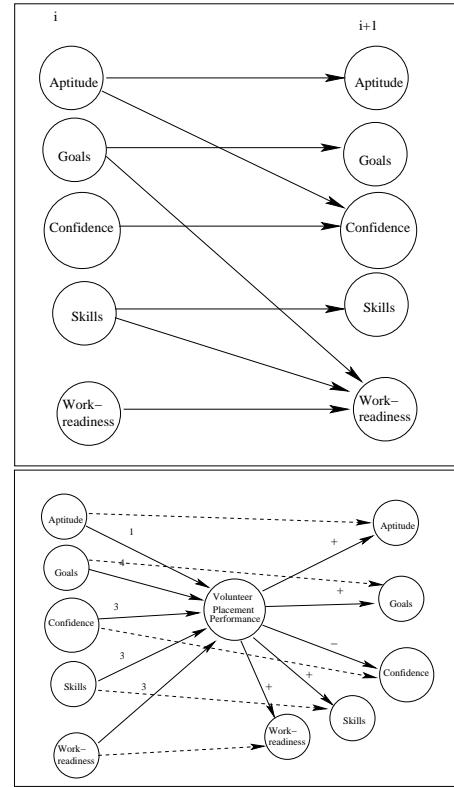 i
i+1
Aptitude
Aptitude
Goals
Goals
Confidence
Confidence
Skills
Skills
Work−
readiness
Work−
readiness
Aptitude
1
+
Aptitude
Goals
4
Volunteer
Placement
Performance
+
Goals
Confidence
3
−
Confidence
Skills
3
+
Skills
3
+
Work−
readiness
Work−
readiness